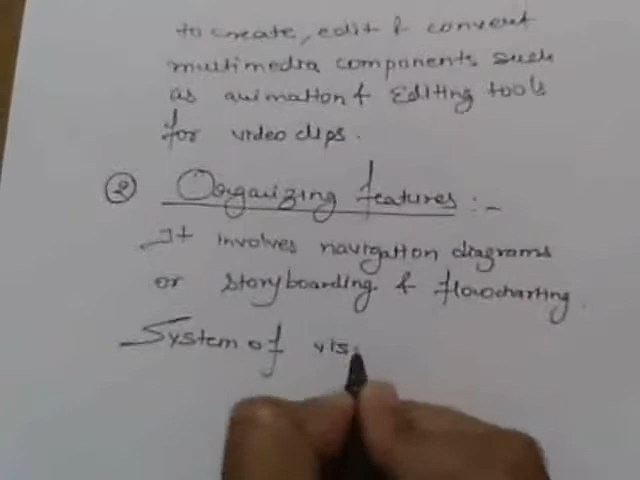 to create, edit & convert
multimedia components such
as animation & Editing tools
for video clips.
② Organizing features :-
It involves navigation diagrams
or storyboarding & flowcharting.
System of vis